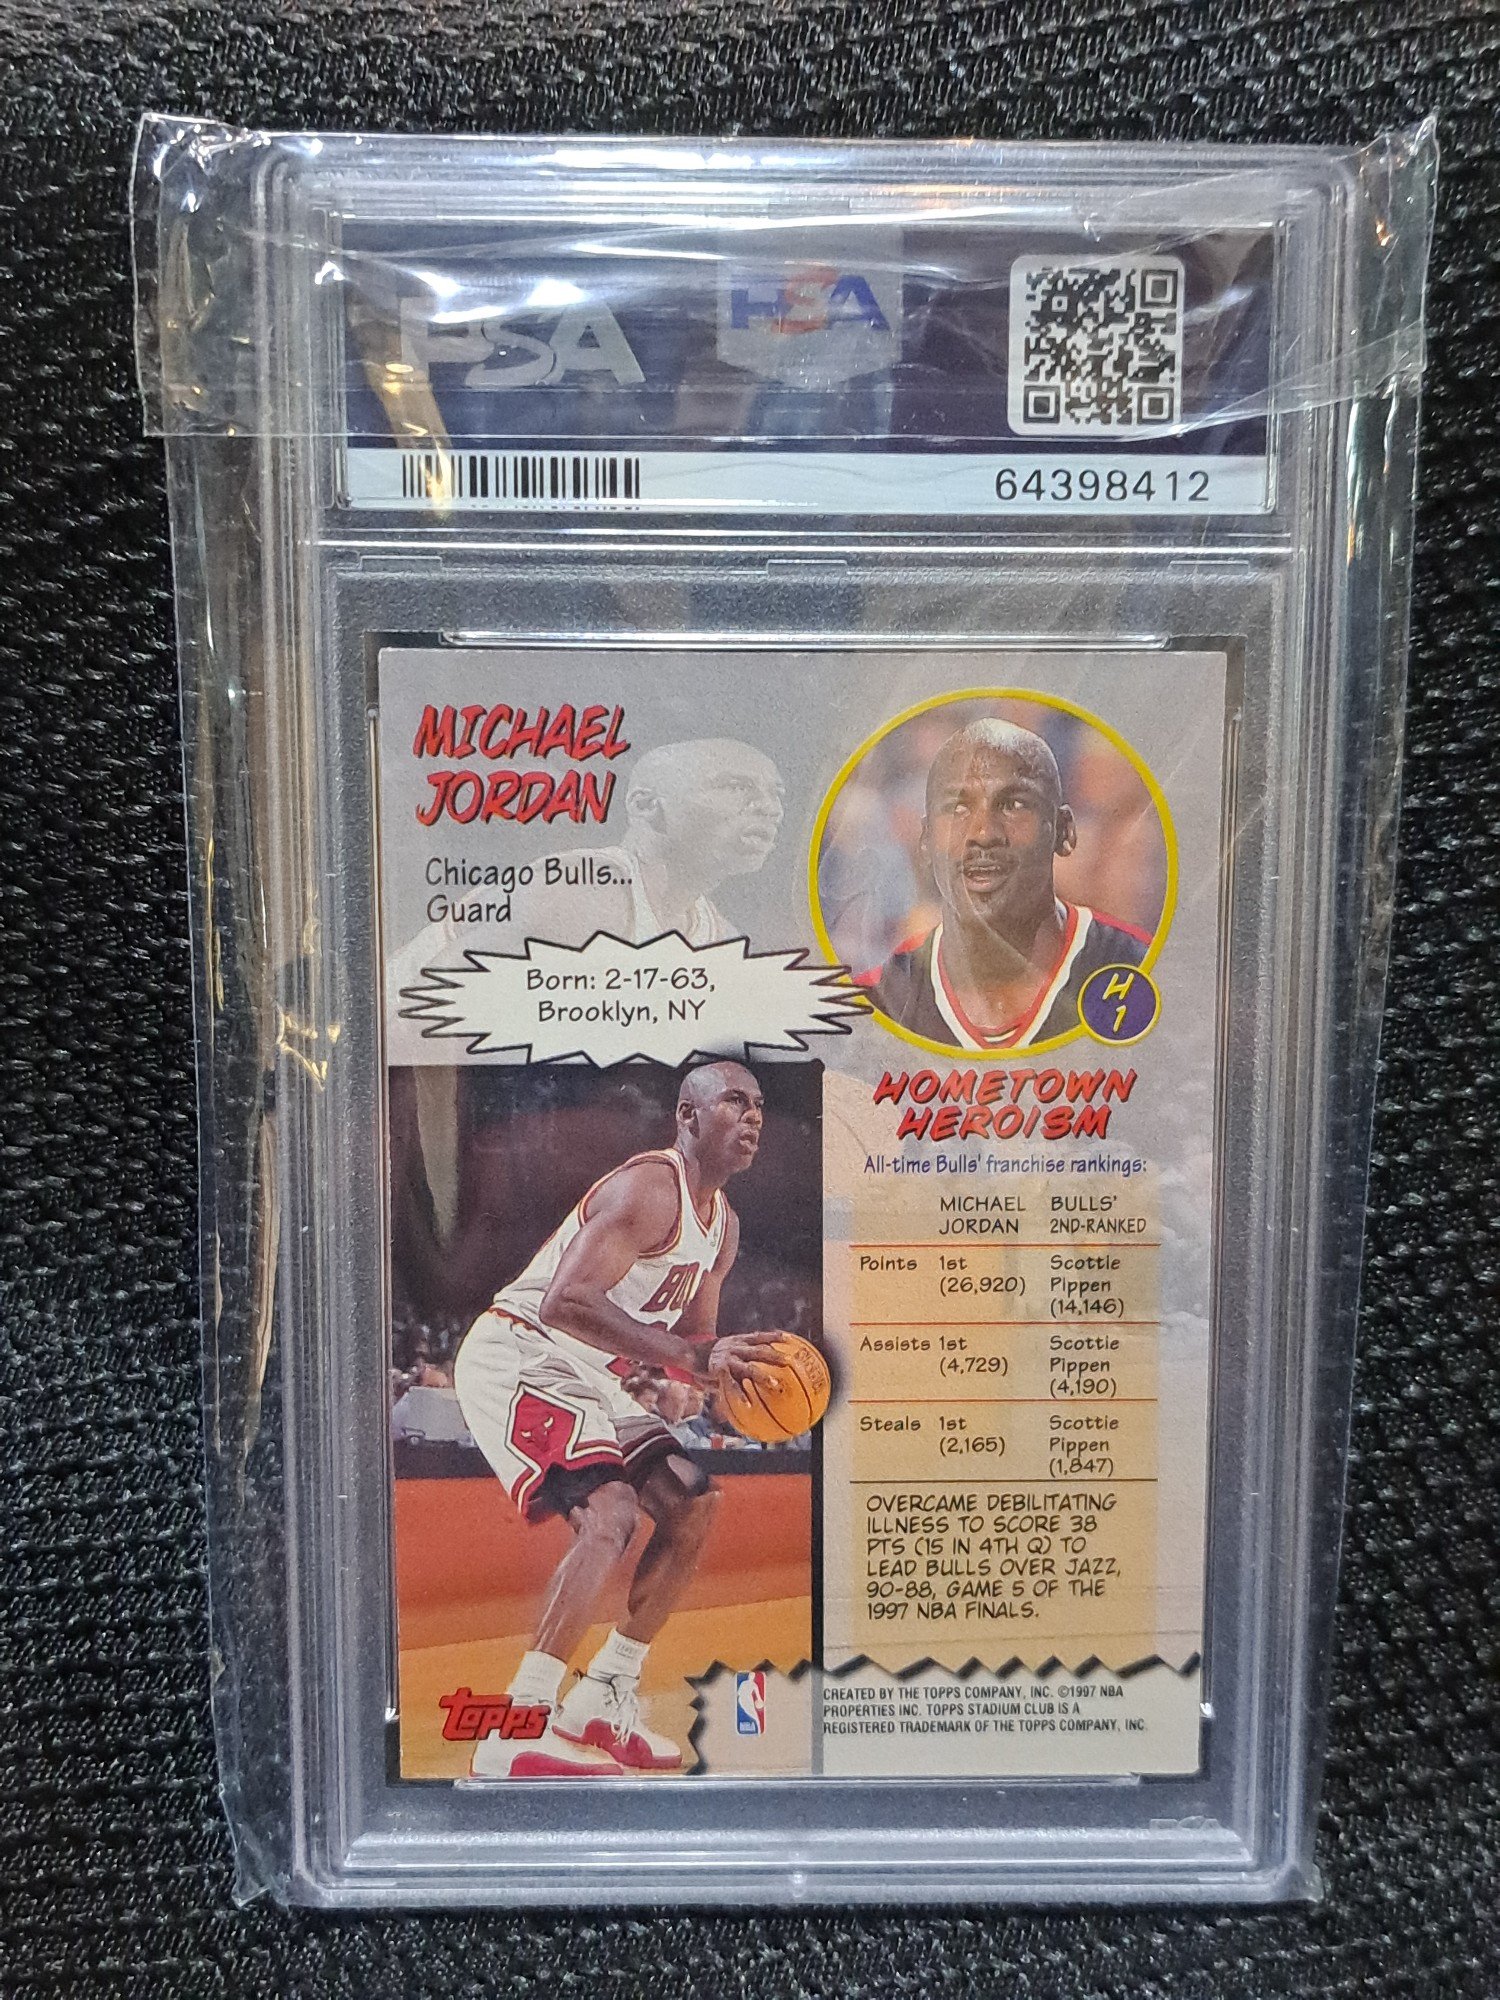 PSA
PSA
64398412
MICHAEL
JORDAN
Chicago Bulls...
Guard
Born: 2-17-63,
Brooklyn, NY
H
1
HOMETOWN
HEROISM
All-time Bulls' franchise rankings:
MICHAEL BULLS'
JORDAN 2ND-RANKED
Points 1st Scottie
(26,920) Pippen
(14,146)
Assists 1st Scottie
(4,729) Pippen
(4,190)
Steals 1st Scottie
(2,165) Pippen
(1,847)
OVERCAME DEBILITATING
ILLNESS TO SCORE 38
PTS (15 IN 4TH Q) TO
LEAD BULLS OVER JAZZ,
90-88, GAME 5 OF THE
1997 NBA FINALS.
Topps
NBA
CREATED BY THE TOPPS COMPANY, INC. ©1997 NBA
PROPERTIES INC. TOPPS STADIUM CLUB IS A
REGISTERED TRADEMARK OF THE TOPPS COMPANY, INC.
PSA